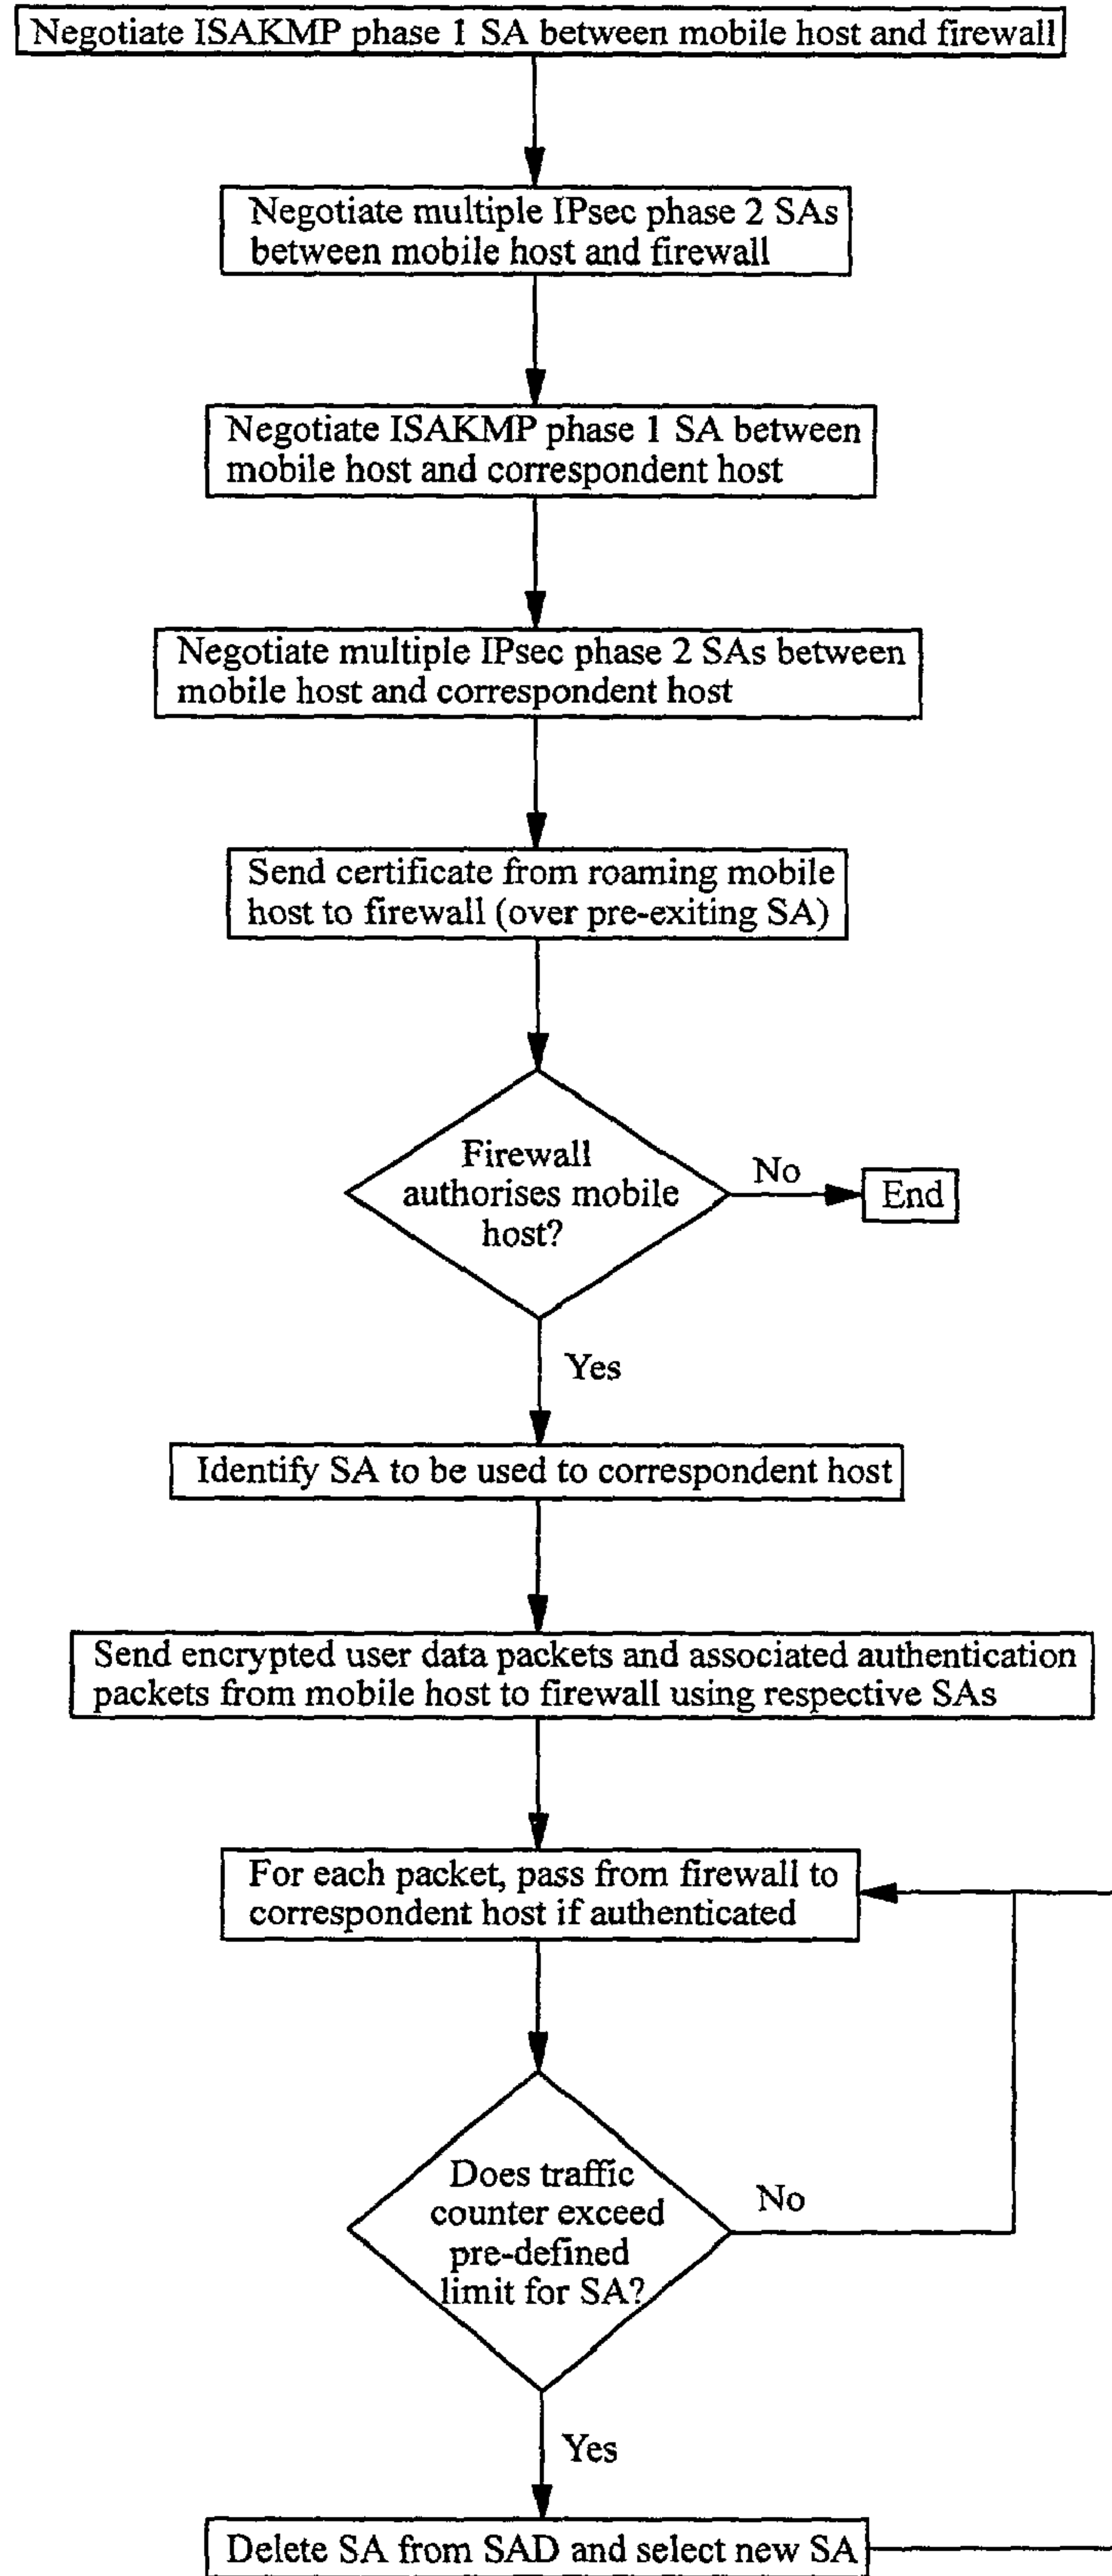 Negotiate ISAKMP phase 1 SA between mobile host and firewall
Negotiate multiple IPsec phase 2 SAs
between mobile host and firewall
Negotiate ISAKMP phase 1 SA between
mobile host and correspondent host
Negotiate multiple IPsec phase 2 SAs between
mobile host and correspondent host
Send certificate from roaming mobile
host to firewall (over pre-exiting SA)
Firewall
authorises mobile
host?
No
End
Yes
Identify SA to be used to correspondent host
Send encrypted user data packets and associated authentication
packets from mobile host to firewall using respective SAs
For each packet, pass from firewall to
correspondent host if authenticated
Does traffic
counter exceed
pre-defined
limit for SA?
No
Yes
Delete SA from SAD and select new SA